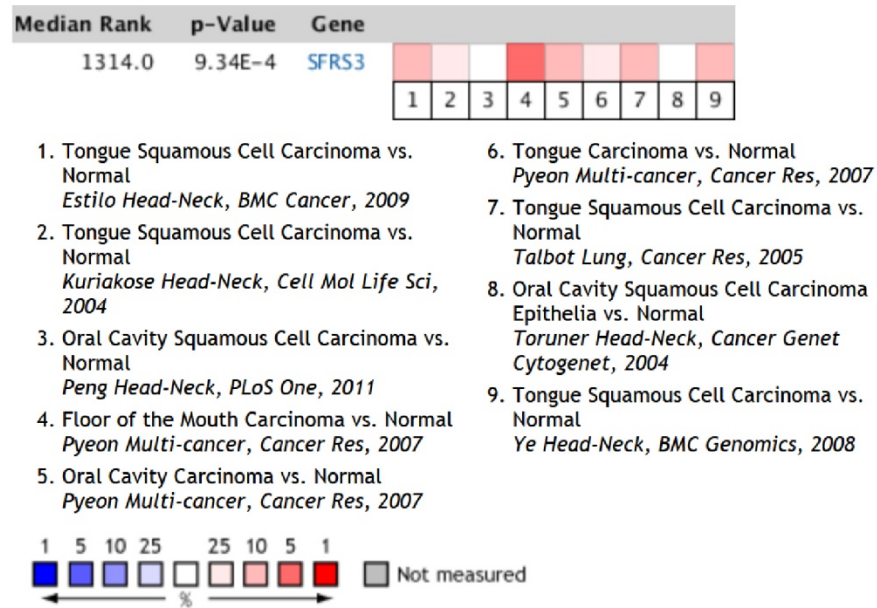 Median Rank p-Value Gene
1314.0 9.34E-4 SFRS3
1 2 3 4 5 6 7 8 9
1. Tongue Squamous Cell Carcinoma vs.
Normal
Estilo Head-Neck, BMC Cancer, 2009
2. Tongue Squamous Cell Carcinoma vs.
Normal
Kuriakose Head-Neck, Cell Mol Life Sci,
2004
3. Oral Cavity Squamous Cell Carcinoma vs.
Normal
Peng Head-Neck, PLoS One, 2011
4. Floor of the Mouth Carcinoma vs. Normal
Pyeon Multi-cancer, Cancer Res, 2007
5. Oral Cavity Carcinoma vs. Normal
Pyeon Multi-cancer, Cancer Res, 2007
6. Tongue Carcinoma vs. Normal
Pyeon Multi-cancer, Cancer Res, 2007
7. Tongue Squamous Cell Carcinoma vs.
Normal
Talbot Lung, Cancer Res, 2005
8. Oral Cavity Squamous Cell Carcinoma
Epithelia vs. Normal
Toruner Head-Neck, Cancer Genet
Cytogenet, 2004
9. Tongue Squamous Cell Carcinoma vs.
Normal
Ye Head-Neck, BMC Genomics, 2008
1 5 10 25 25 10 5 1
Not measured
%